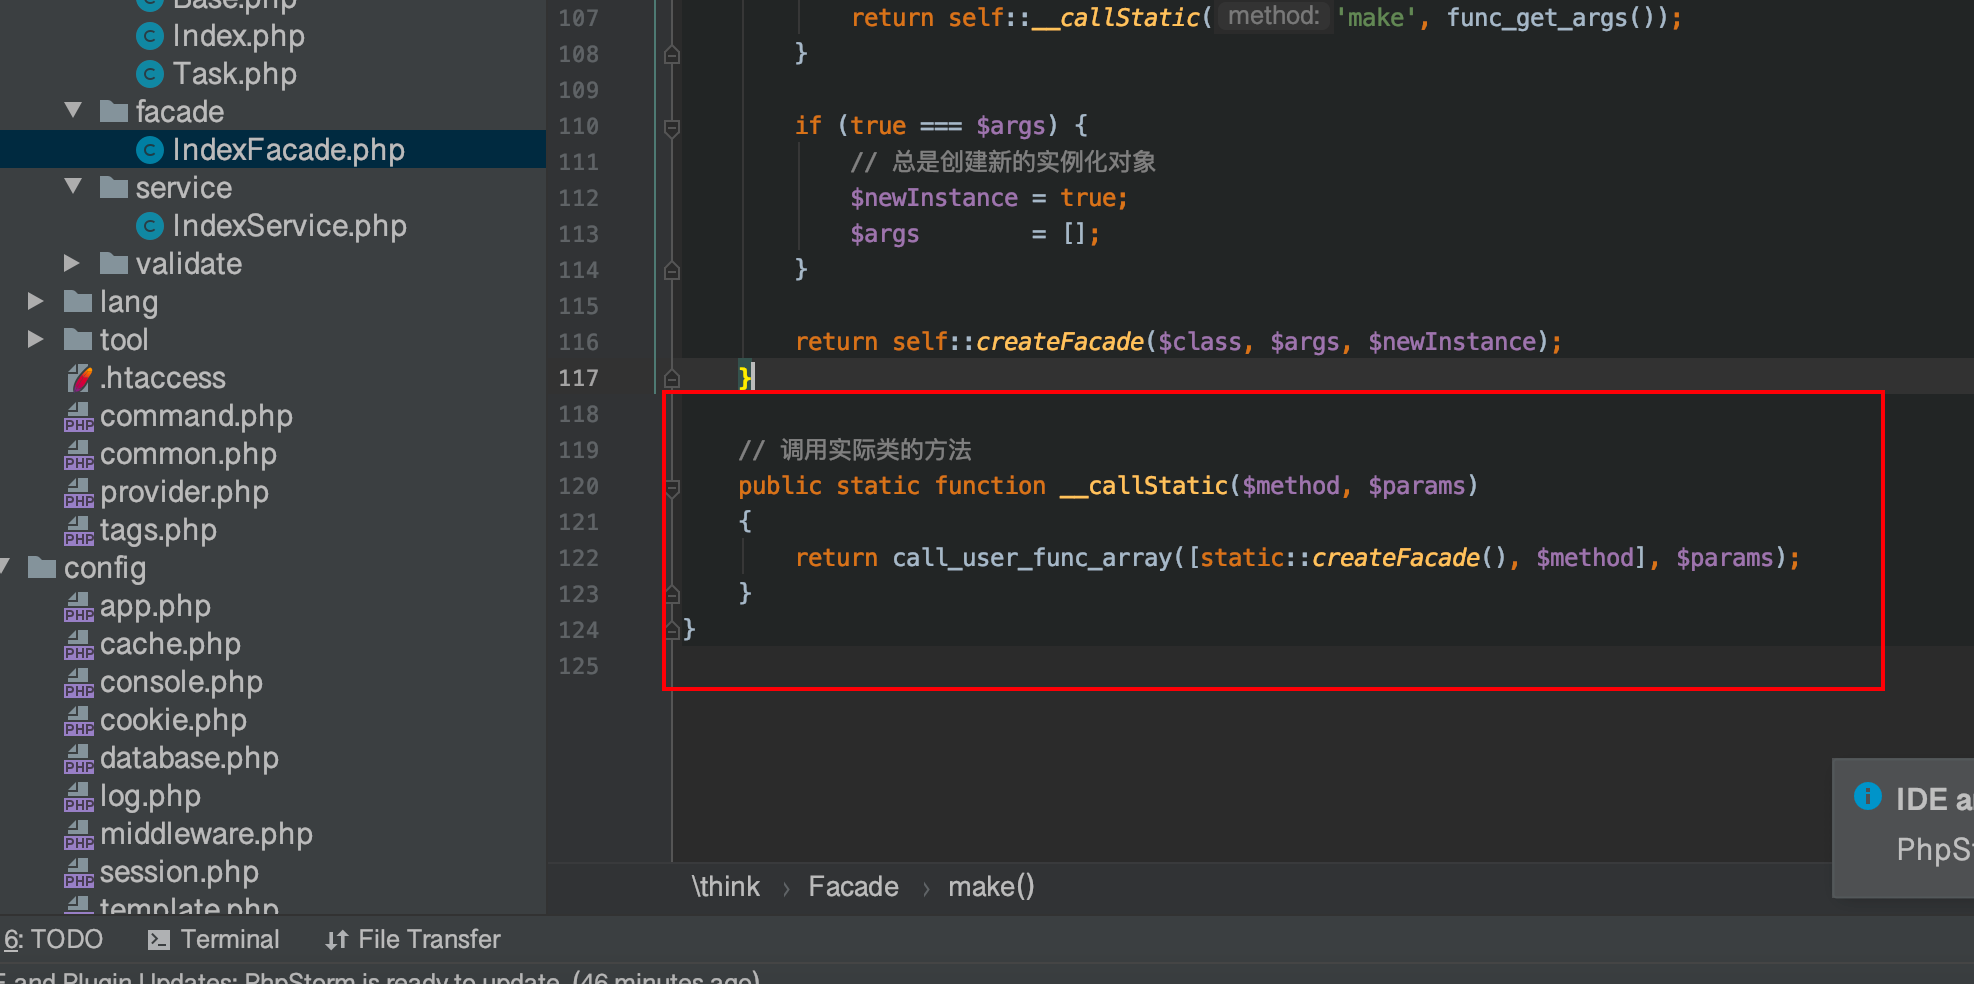 Base.php
Index.php
Task.php
facade
IndexFacade.php
service
IndexService.php
validate
lang
tool
.htaccess
command.php
common.php
provider.php
tags.php
config
app.php
cache.php
console.php
cookie.php
database.php
log.php
middleware.php
session.php
template.php
107 return self::__callStatic( method: 'make', func_get_args());
108 }
109
110 if (true === $args) {
111 // 总是创建新的实例化对象
112 $newInstance = true;
113 $args = [];
114 }
115
116 return self::createFacade($class, $args, $newInstance);
117 }
118
119 // 调用实际类的方法
120 public static function __callStatic($method, $params)
121 {
122 return call_user_func_array([static::createFacade(), $method], $params);
123 }
124 }
125
IDE a
PhpS
\think › Facade › make()
6: TODO Terminal File Transfer
E and Plugin Updates: PhpStorm is ready to update. (46 minutes ago)